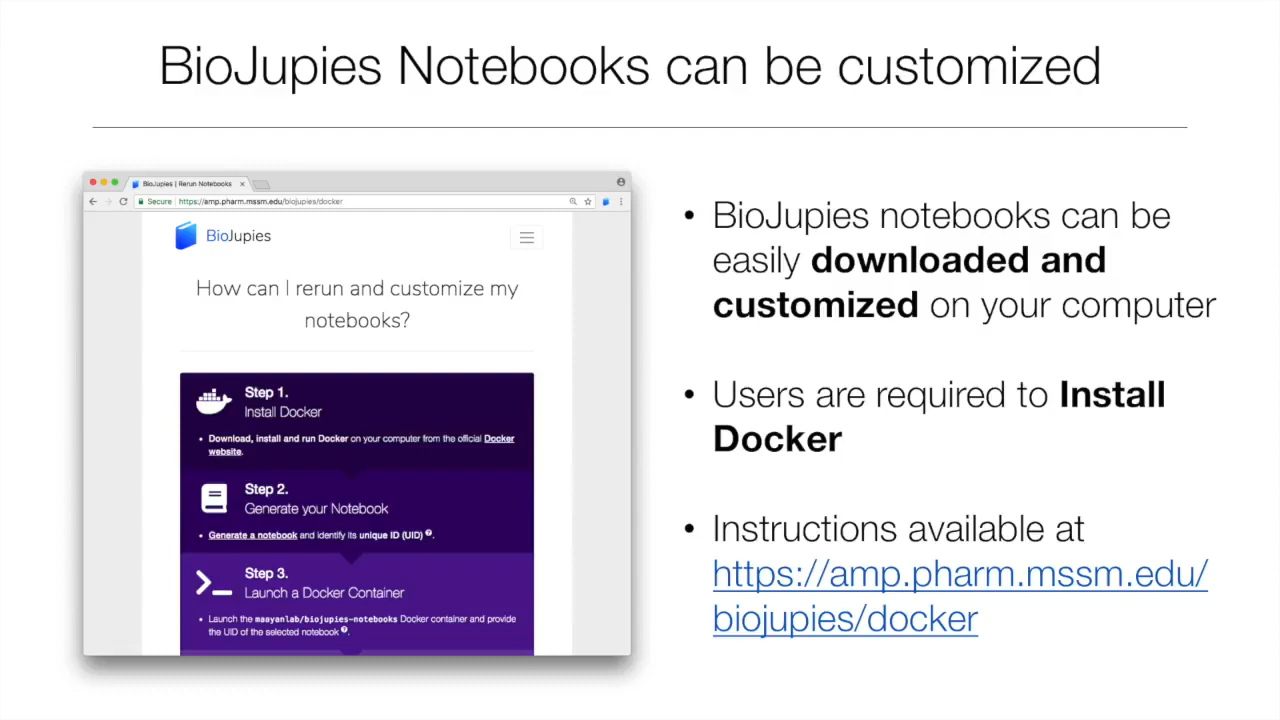 BioJupies Notebooks can be customized
BioJupies | Rerun Notebooks
Secure
https://amp.pharm.mssm.edu/biojupies/docker
BioJupies
How can I rerun and customize my
notebooks?
Step 1.
Install Docker
• Download, install and run Docker on your computer from the official Docker
website.
Step 2.
Generate your Notebook
• Generate a notebook and identify its unique ID (UID) ?.
Step 3.
Launch a Docker Container
• Launch the maayanlab/biojupies-notebooks Docker container and provide
the UID of the selected notebook ?.
• BioJupies notebooks can be
easily downloaded and
customized on your computer
• Users are required to Install
Docker
• Instructions available at
https://amp.pharm.mssm.edu/
biojupies/docker